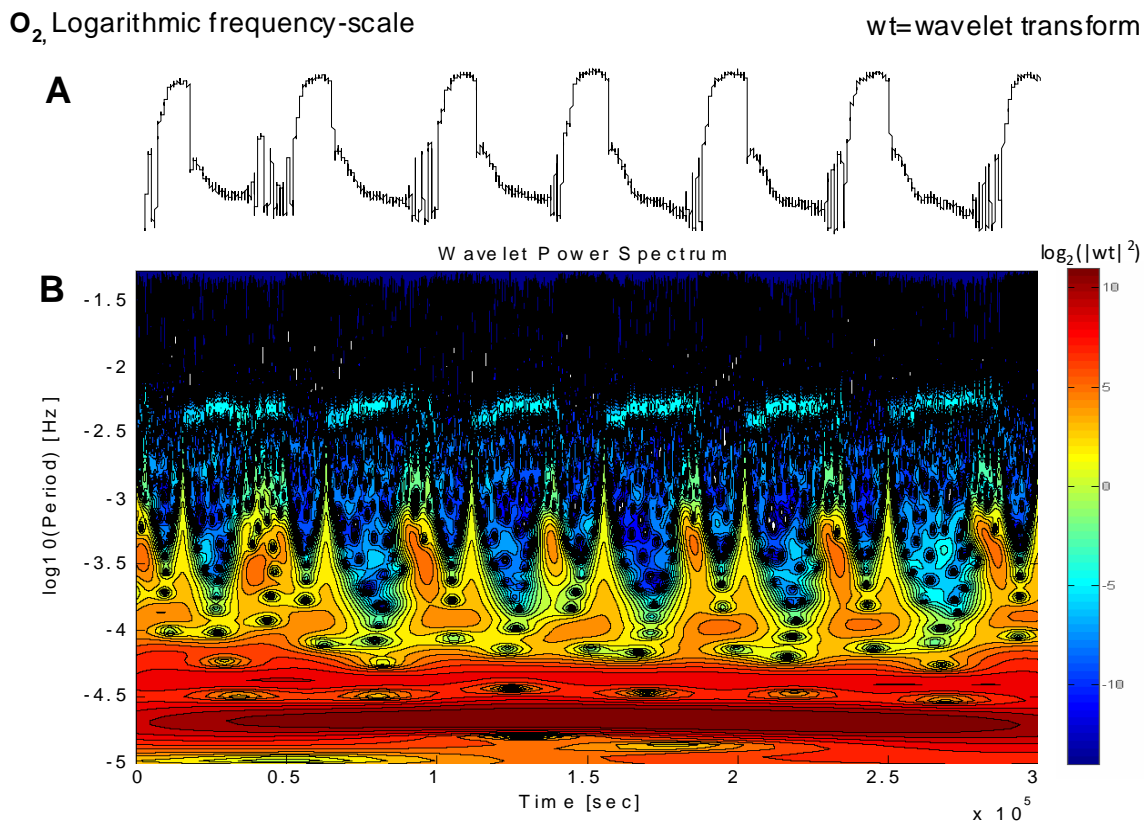 O2, Logarithmic frequency-scale
wt=wavelet transform
A
Wavelet Power Spectrum
log2(|wt|2)
B
-1.5
-2
-2.5
-3
-3.5
-4
-4.5
-5
log10(Period) [Hz]
0
0.5
1
1.5
2
2.5
3
Time [sec]
x 10^5
10
5
0
-5
-10